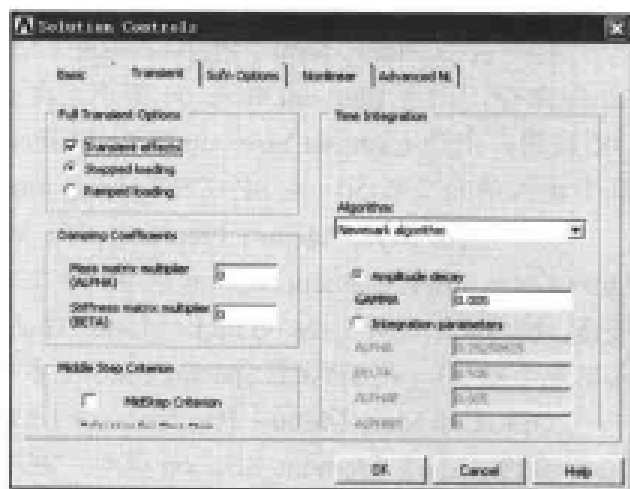 Solution Controls
Basic
Transient
Sol'n Options
Nonlinear
Advanced NL
Full Transient Options
Transient effects
Stepped loading
Ramped loading
Damping Coefficients
Mass matrix multiplier
(ALPHA)
0
Stiffness matrix multiplier
(BETA)
0
Middle Step Criterion
MidStep Criterion
Time Integration
Algorithm:
Newmark algorithm
Amplitude decay
GAMMA
0.005
Integration parameters
ALPHA
DELTA
OK
Cancel
Help